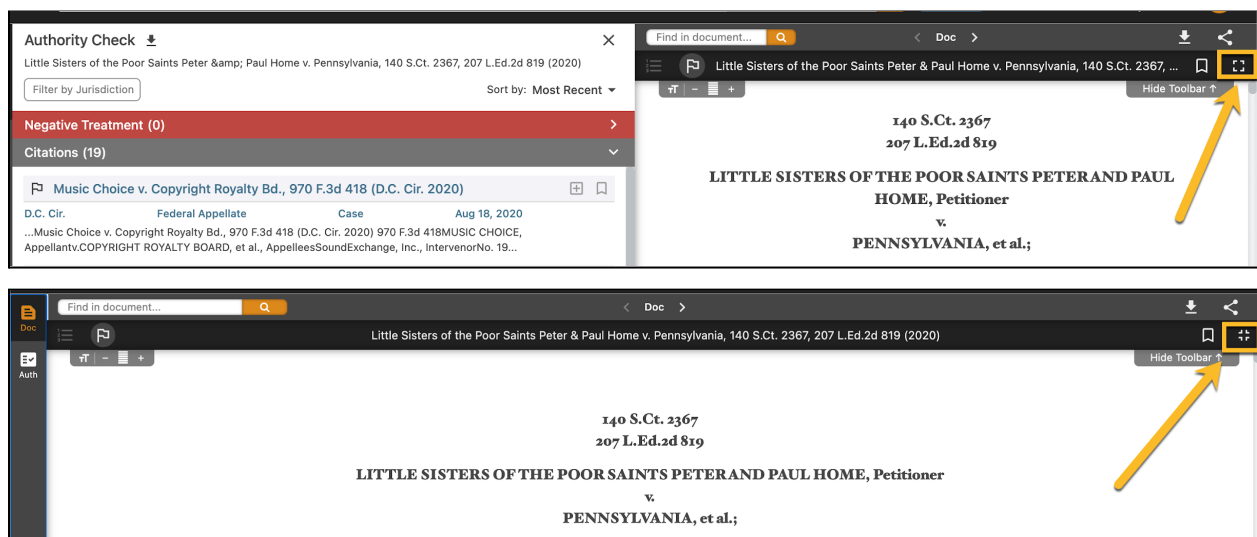 Authority Check
Little Sisters of the Poor Saints Peter &amp; Paul Home v. Pennsylvania, 140 S.Ct. 2367, 207 L.Ed.2d 819 (2020)
Filter by Jurisdiction
Sort by: Most Recent
Negative Treatment (0)
Citations (19)
Music Choice v. Copyright Royalty Bd., 970 F.3d 418 (D.C. Cir. 2020)
D.C. Cir. Federal Appellate Case Aug 18, 2020
...Music Choice v. Copyright Royalty Bd., 970 F.3d 418 (D.C. Cir. 2020) 970 F.3d 418MUSIC CHOICE,
Appellantv.COPYRIGHT ROYALTY BOARD, et al., AppelleesSoundExchange, Inc., IntervenorNo. 19...
Find in document...
< Doc >
Little Sisters of the Poor Saints Peter & Paul Home v. Pennsylvania, 140 S.Ct. 2367, ...
тT - +
Hide Toolbar ↑
140 S.Ct. 2367
207 L.Ed.2d 819
LITTLE SISTERS OF THE POOR SAINTS PETERAND PAUL
HOME, Petitioner
v.
PENNSYLVANIA, et al.;
Doc
Auth
Find in document...
< Doc >
Little Sisters of the Poor Saints Peter & Paul Home v. Pennsylvania, 140 S.Ct. 2367, 207 L.Ed.2d 819 (2020)
тT - +
Hide Toolbar ↑
140 S.Ct. 2367
207 L.Ed.2d 819
LITTLE SISTERS OF THE POOR SAINTS PETERAND PAUL HOME, Petitioner
v.
PENNSYLVANIA, et al.;